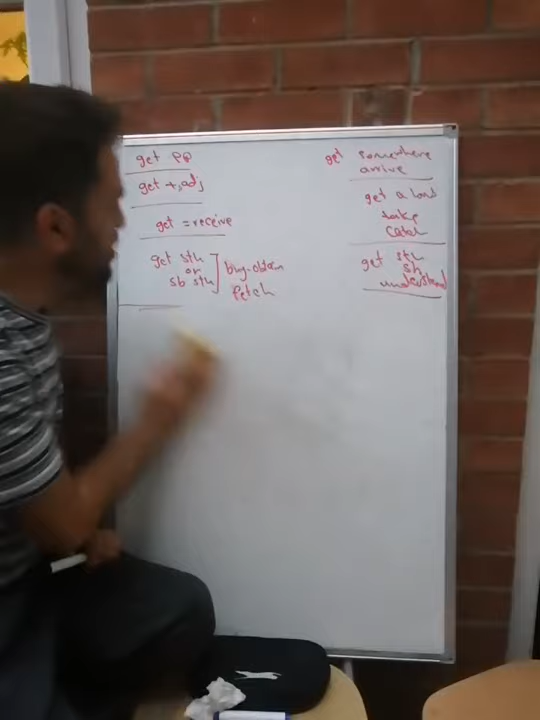 get PP
get +, adj
get = receive
get sth
or
sb sth
buy-obtain
fetch
get somewhere
arrive
get a
take
catch
get sth
sb
understand